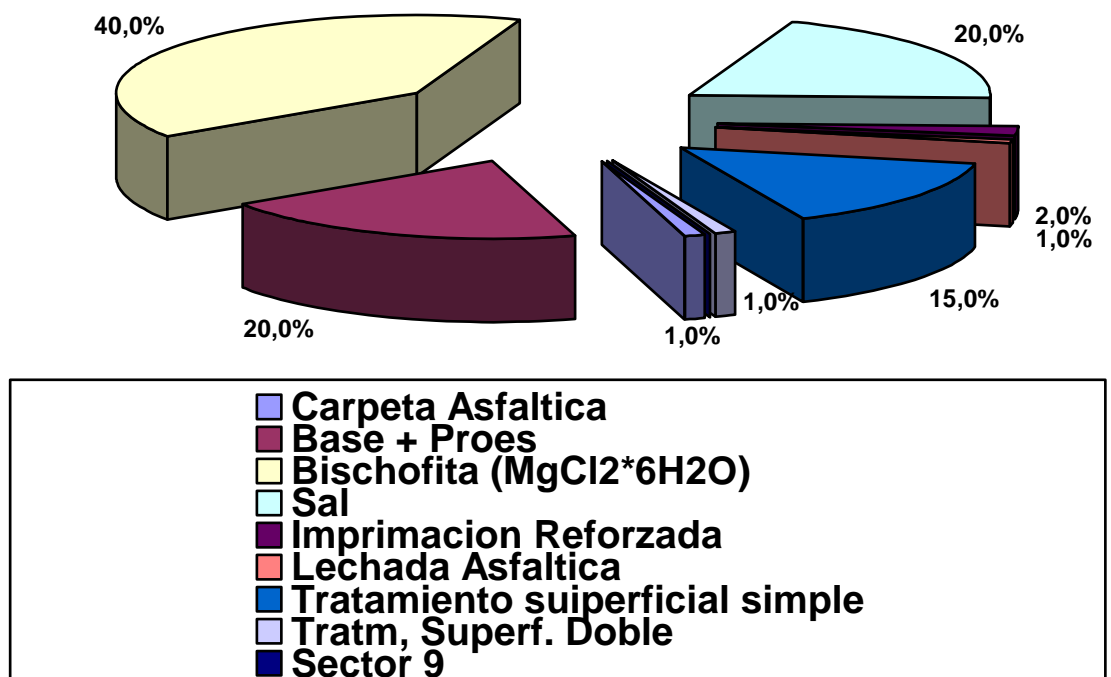 40,0%
20,0%
2,0%
1,0%
15,0%
1,0%
1,0%
20,0%
Carpeta Asfaltica
Base + Proes
Bischofita (MgCl2*6H2O)
Sal
Imprimacion Reforzada
Lechada Asfaltica
Tratamiento suiperficial simple
Tratm, Superf. Doble
Sector 9